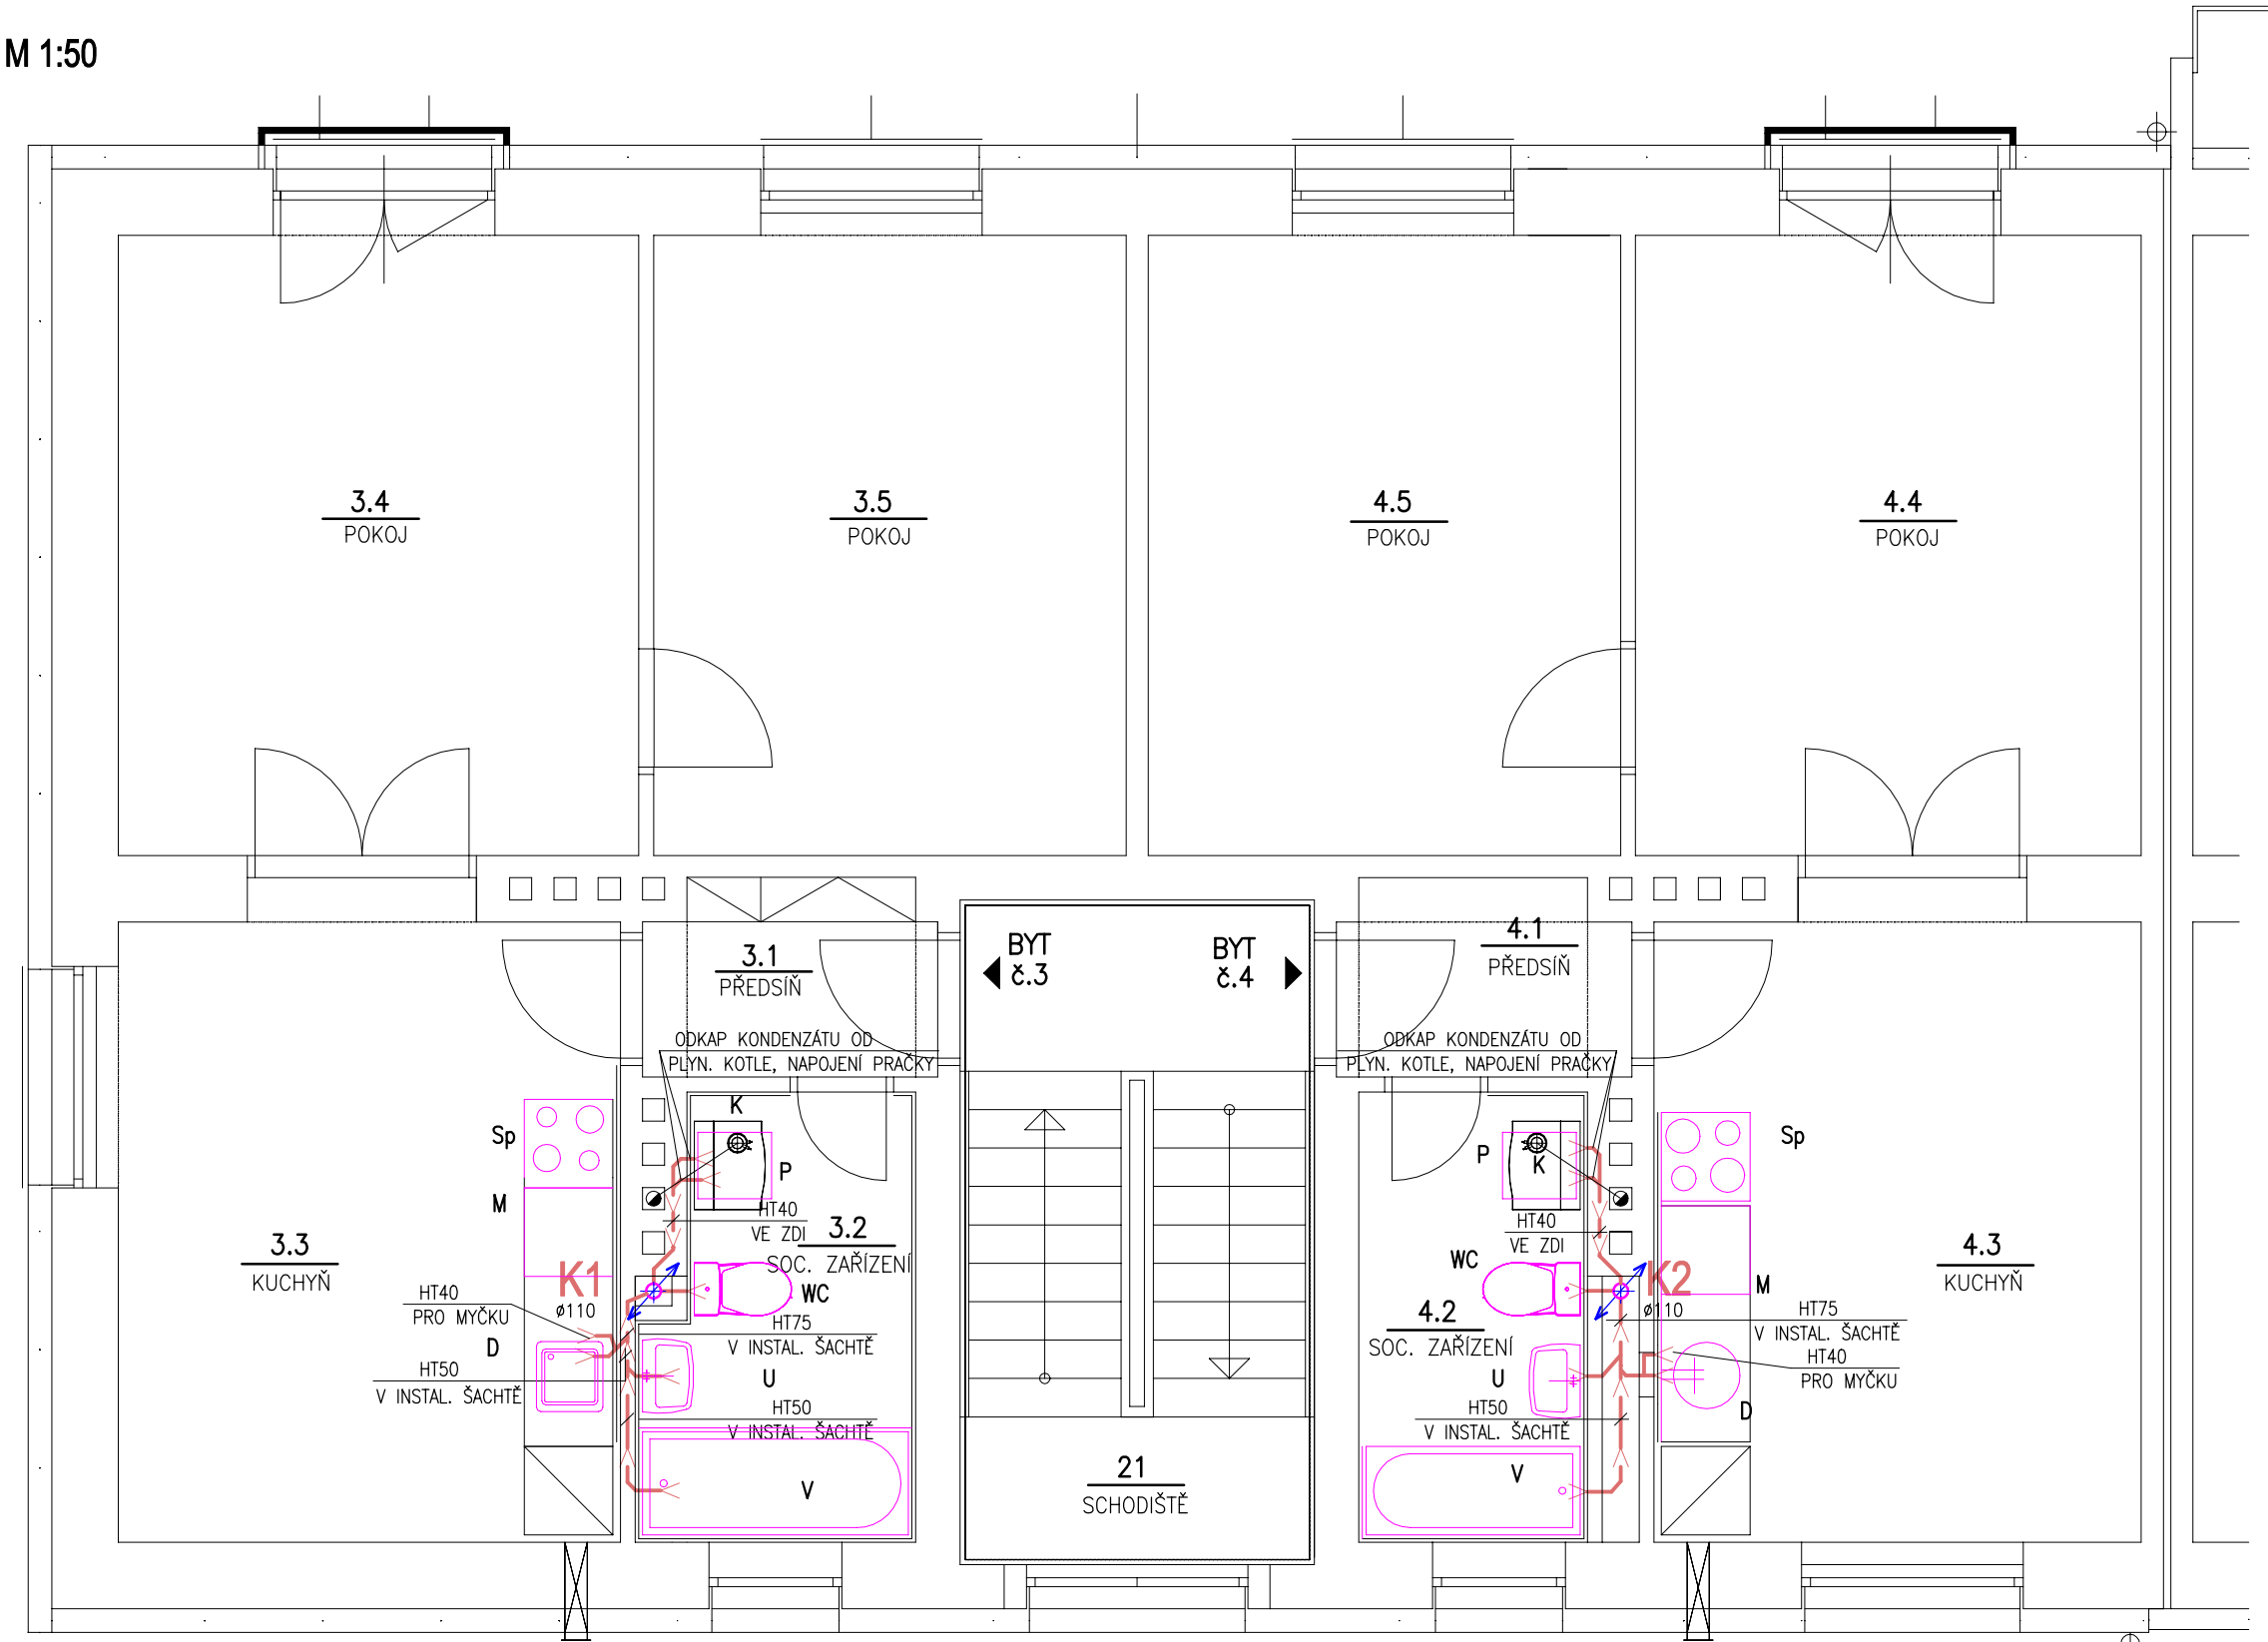 M 1:50
3.4
POKOJ
3.5
POKOJ
4.5
POKOJ
4.4
POKOJ
3.1
PŘEDSÍŇ
BYT
č.3
BYT
č.4
4.1
PŘEDSÍŇ
ODKAP KONDENZÁTU OD
PLYN. KOTLE, NAPOJENÍ PRAČKY
ODKAP KONDENZÁTU OD
PLYN. KOTLE, NAPOJENÍ PRAČKY
Sp
M
K
P
HT40
VE ZDI
3.2
SOC. ZAŘÍZENÍ
3.3
KUCHYŇ
K1
ø110
WC
HT40
PRO MYČKU
D
HT50
V INSTAL. ŠACHTĚ
HT75
V INSTAL. ŠACHTĚ
U
HT50
V INSTAL. ŠACHTĚ
V
21
SCHODIŠTĚ
P
K
Sp
HT40
VE ZDI
WC
4.2
SOC. ZAŘÍZENÍ
K2
ø110
M
4.3
KUCHYŇ
HT75
V INSTAL. ŠACHTĚ
HT40
PRO MYČKU
U
HT50
V INSTAL. ŠACHTĚ
D
V